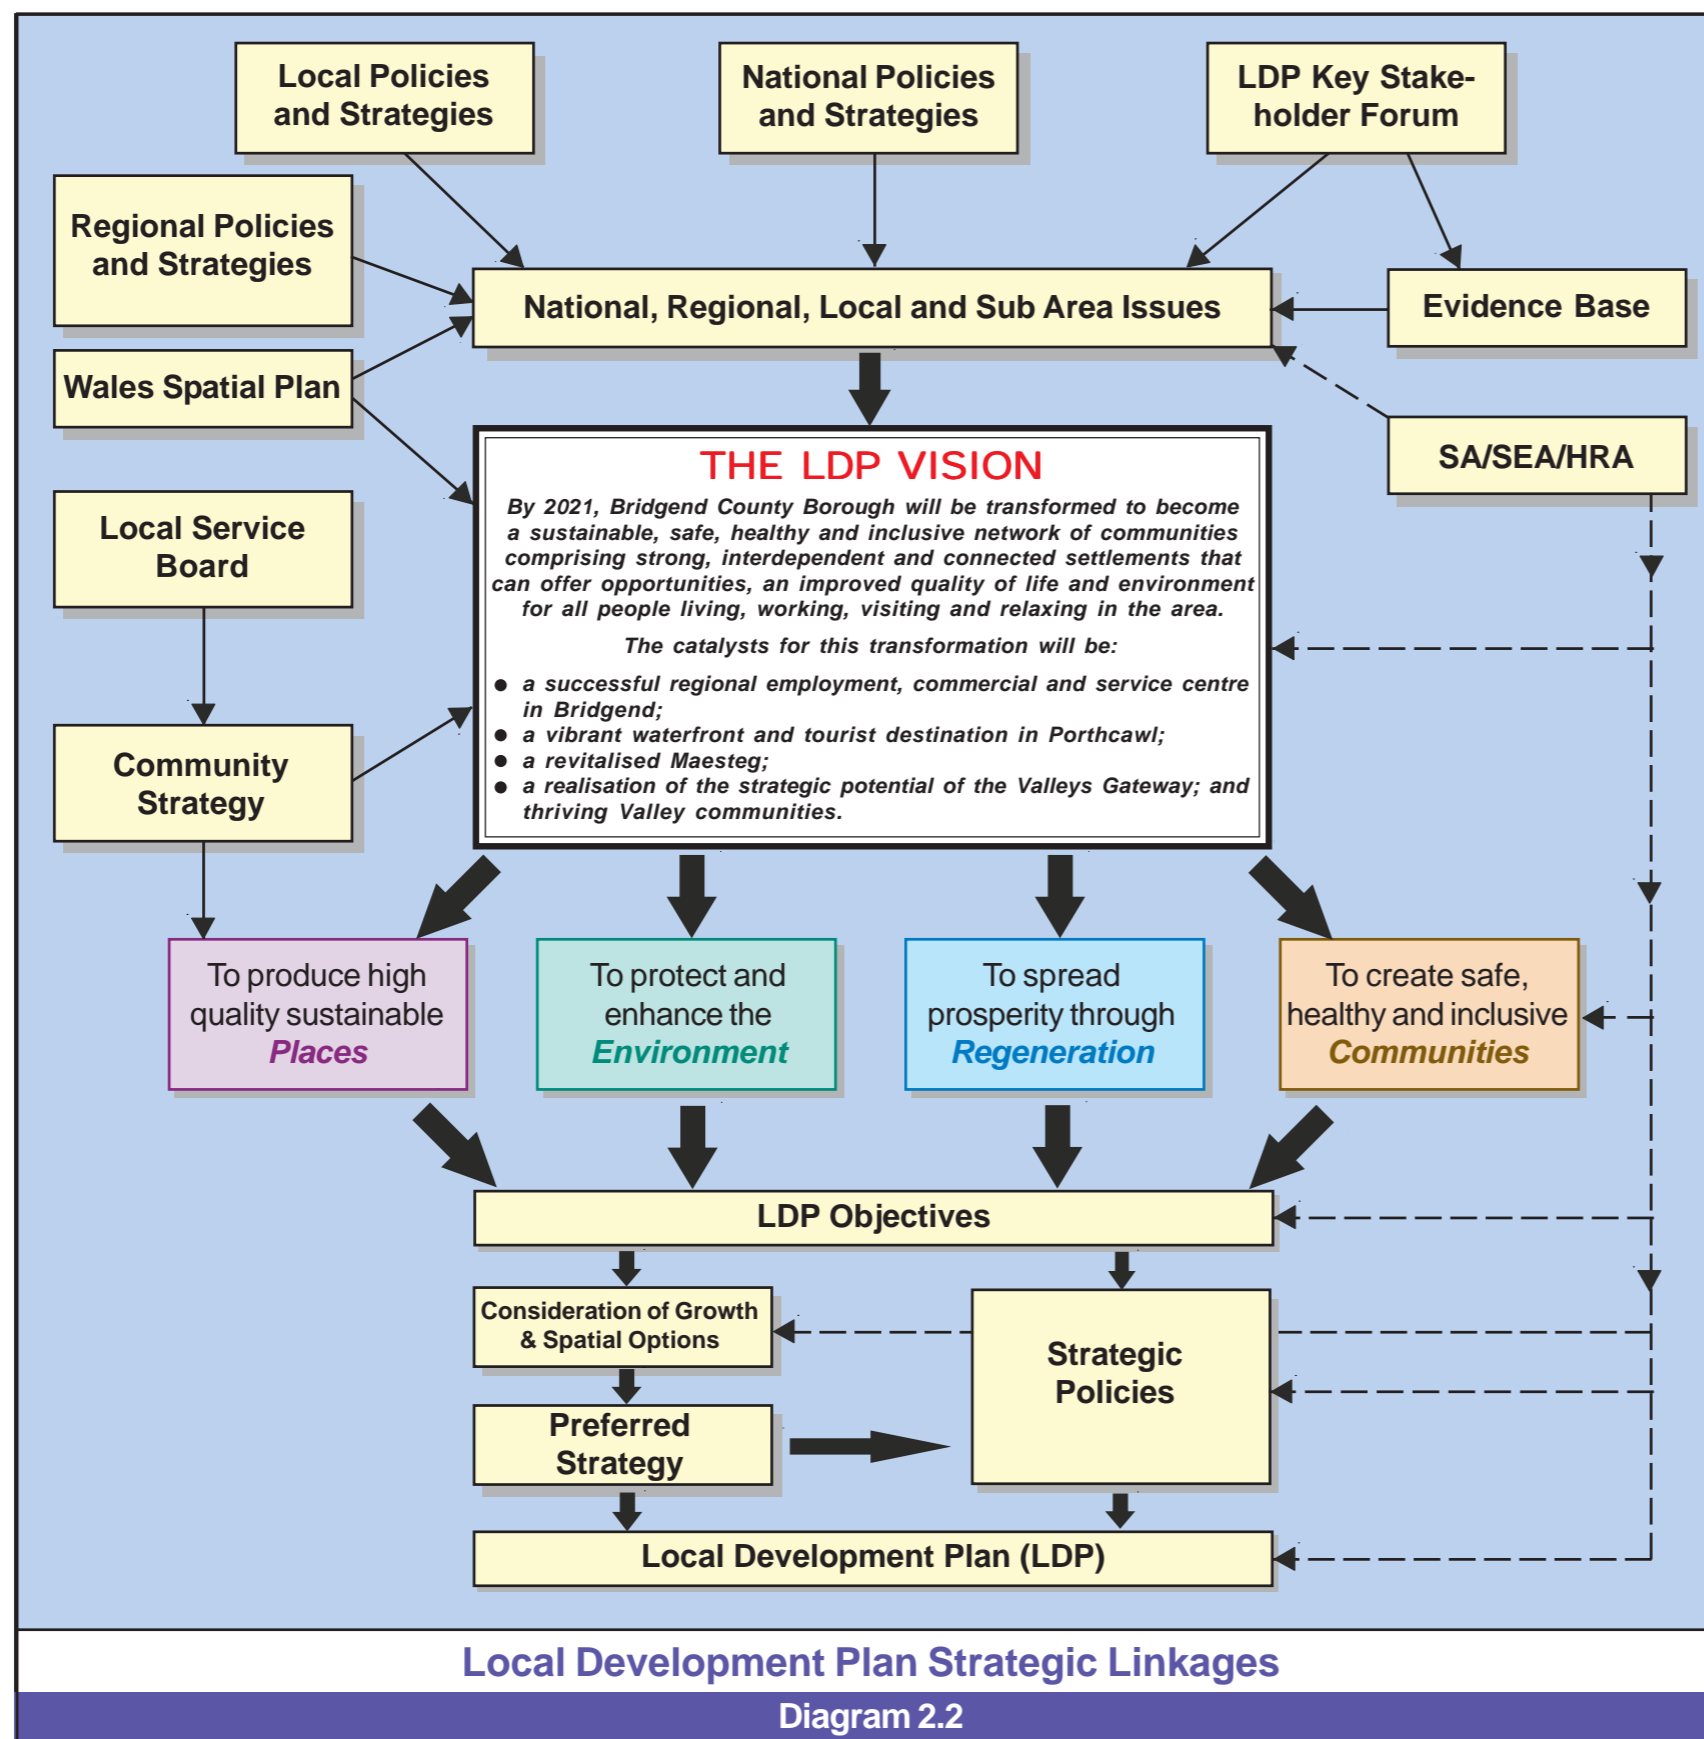 Local Policies
and Strategies
National Policies
and Strategies
LDP Key Stake-
holder Forum
Regional Policies
and Strategies
National, Regional, Local and Sub Area Issues
Evidence Base
Wales Spatial Plan
SA/SEA/HRA
THE LDP VISION
By 2021, Bridgend County Borough will be transformed to become
a sustainable, safe, healthy and inclusive network of communities
comprising strong, interdependent and connected settlements that
can offer opportunities, an improved quality of life and environment
for all people living, working, visiting and relaxing in the area.
The catalysts for this transformation will be:
● a successful regional employment, commercial and service centre
in Bridgend;
● a vibrant waterfront and tourist destination in Porthcawl;
● a revitalised Maesteg;
● a realisation of the strategic potential of the Valleys Gateway; and
thriving Valley communities.
Local Service
Board
Community
Strategy
To produce high
quality sustainable
Places
To protect and
enhance the
Environment
To spread
prosperity through
Regeneration
To create safe,
healthy and inclusive
Communities
LDP Objectives
Consideration of Growth
& Spatial Options
Strategic
Policies
Preferred
Strategy
Local Development Plan (LDP)
Local Development Plan Strategic Linkages
Diagram 2.2